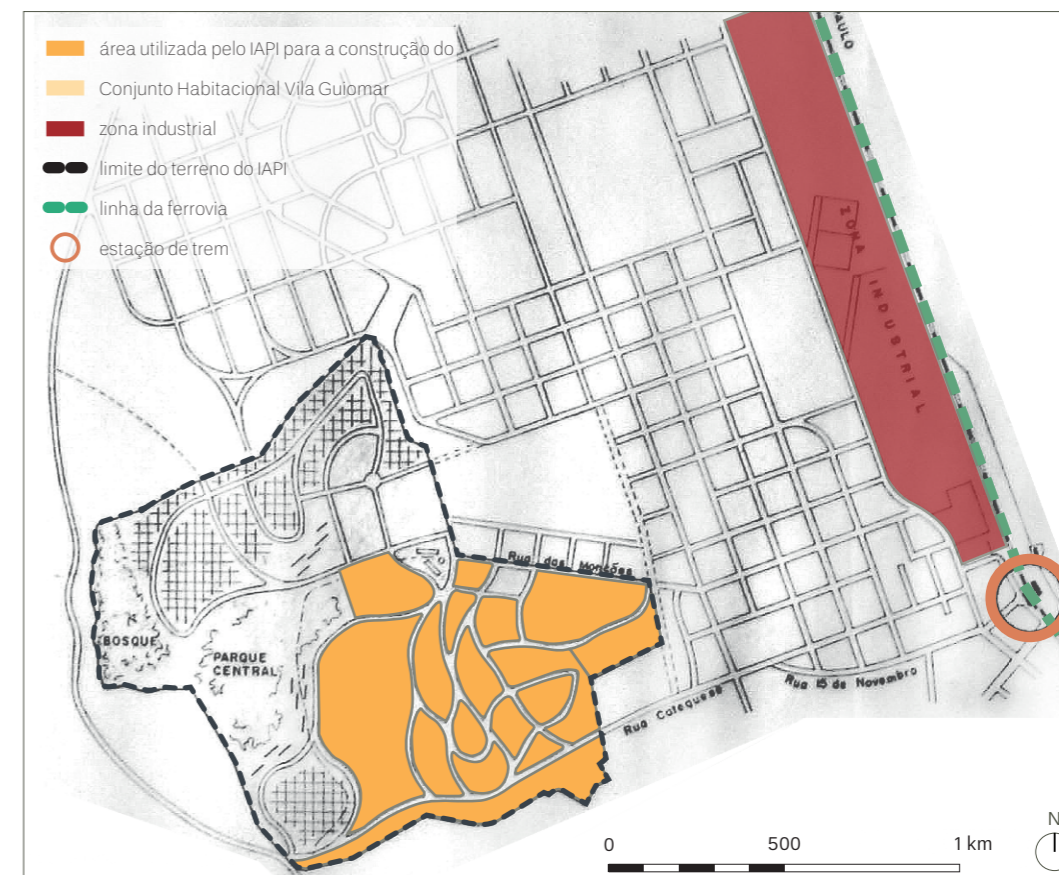 área utilizada pelo IAPI para a construção do
Conjunto Habitacional Vila Guiomar
zona industrial
limite do terreno do IAPI
linha da ferrovia
estação de trem
PAULO
ZONA INDUSTRIAL
Rua das Monções
BOSQUE
PARQUE
CENTRAL
Rua 15 de Novembro
Rua Catequese
0 500 1 km
N